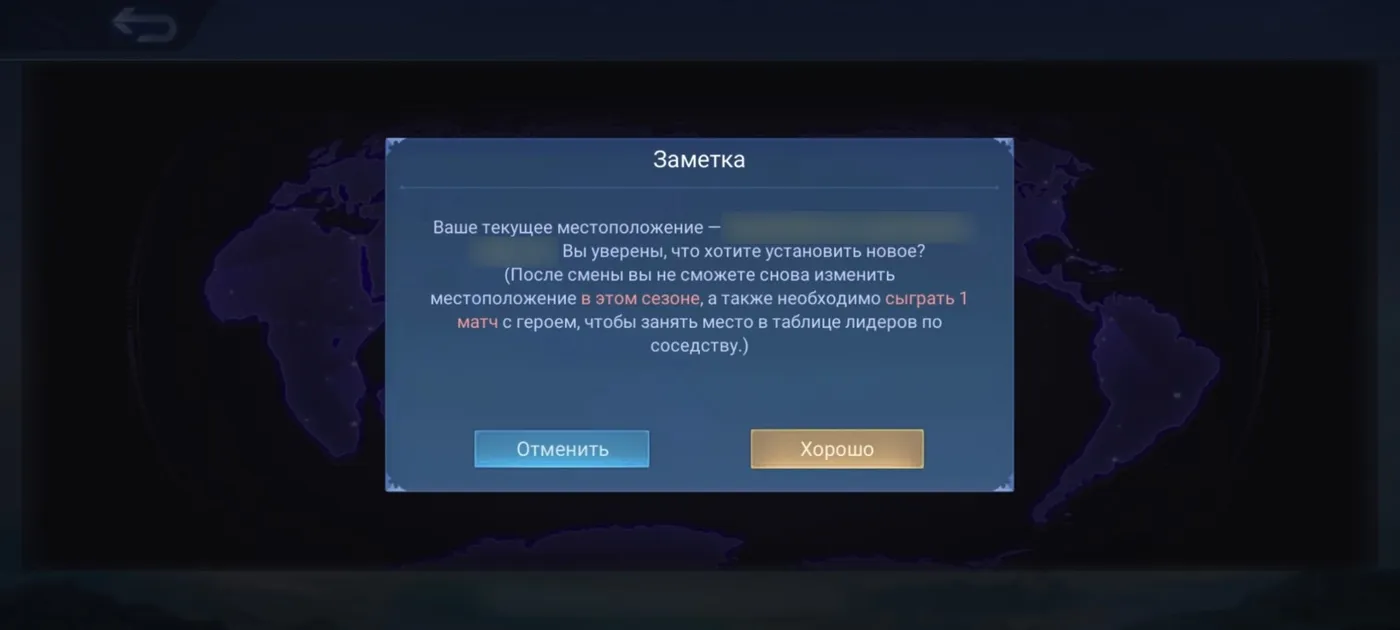 Заметка
Ваше текущее местоположение —
Вы уверены, что хотите установить новое?
(После смены вы не сможете снова изменить
местоположение в этом сезоне, а также необходимо сыграть 1
матч с героем, чтобы занять место в таблице лидеров по
соседству.)
Отменить
Хорошо